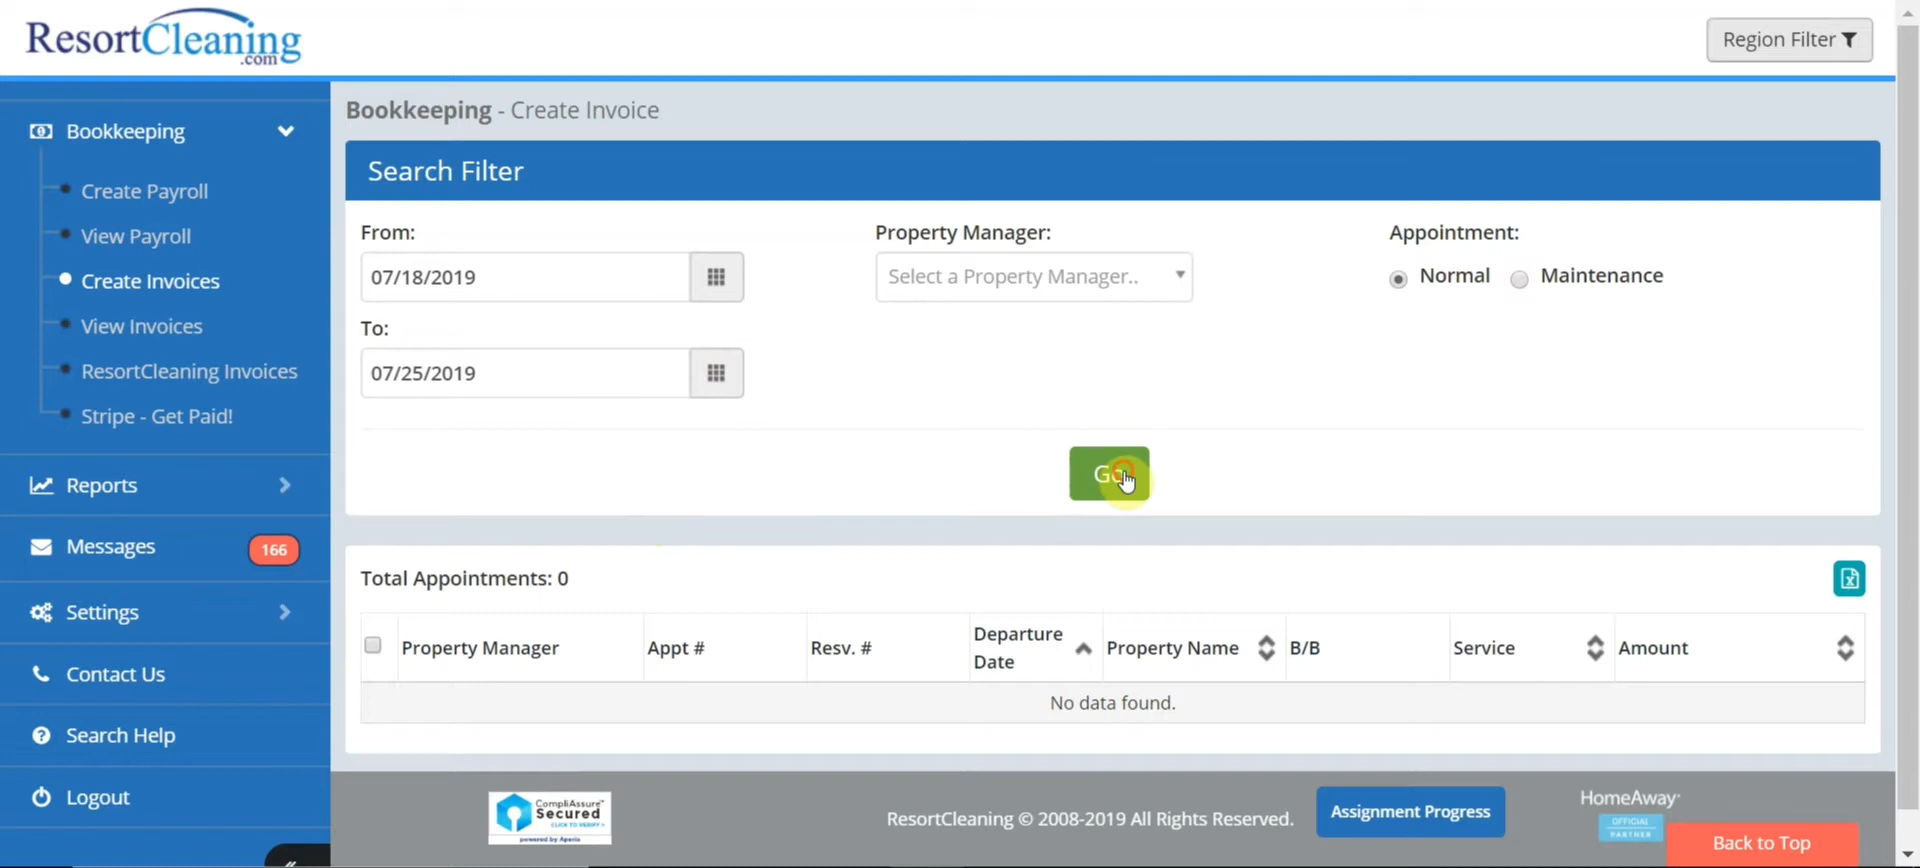 ResortCleaning
.com
Region Filter
Bookkeeping
Create Payroll
View Payroll
Create Invoices
View Invoices
ResortCleaning Invoices
Stripe - Get Paid!
Reports
Messages
166
Settings
Contact Us
Search Help
Logout
Bookkeeping - Create Invoice
Search Filter
From:
07/18/2019
To:
07/25/2019
Property Manager:
Select a Property Manager..
Appointment:
Normal
Maintenance
Go
Total Appointments: 0
Property Manager
Appt #
Resv. #
Departure
Date
Property Name
B/B
Service
Amount
No data found.
CompliAssure™
Secured
CLICK TO VERIFY >
powered by Aperia
ResortCleaning © 2008-2019 All Rights Reserved.
Assignment Progress
HomeAway
OFFICIAL
PARTNER
Back to Top